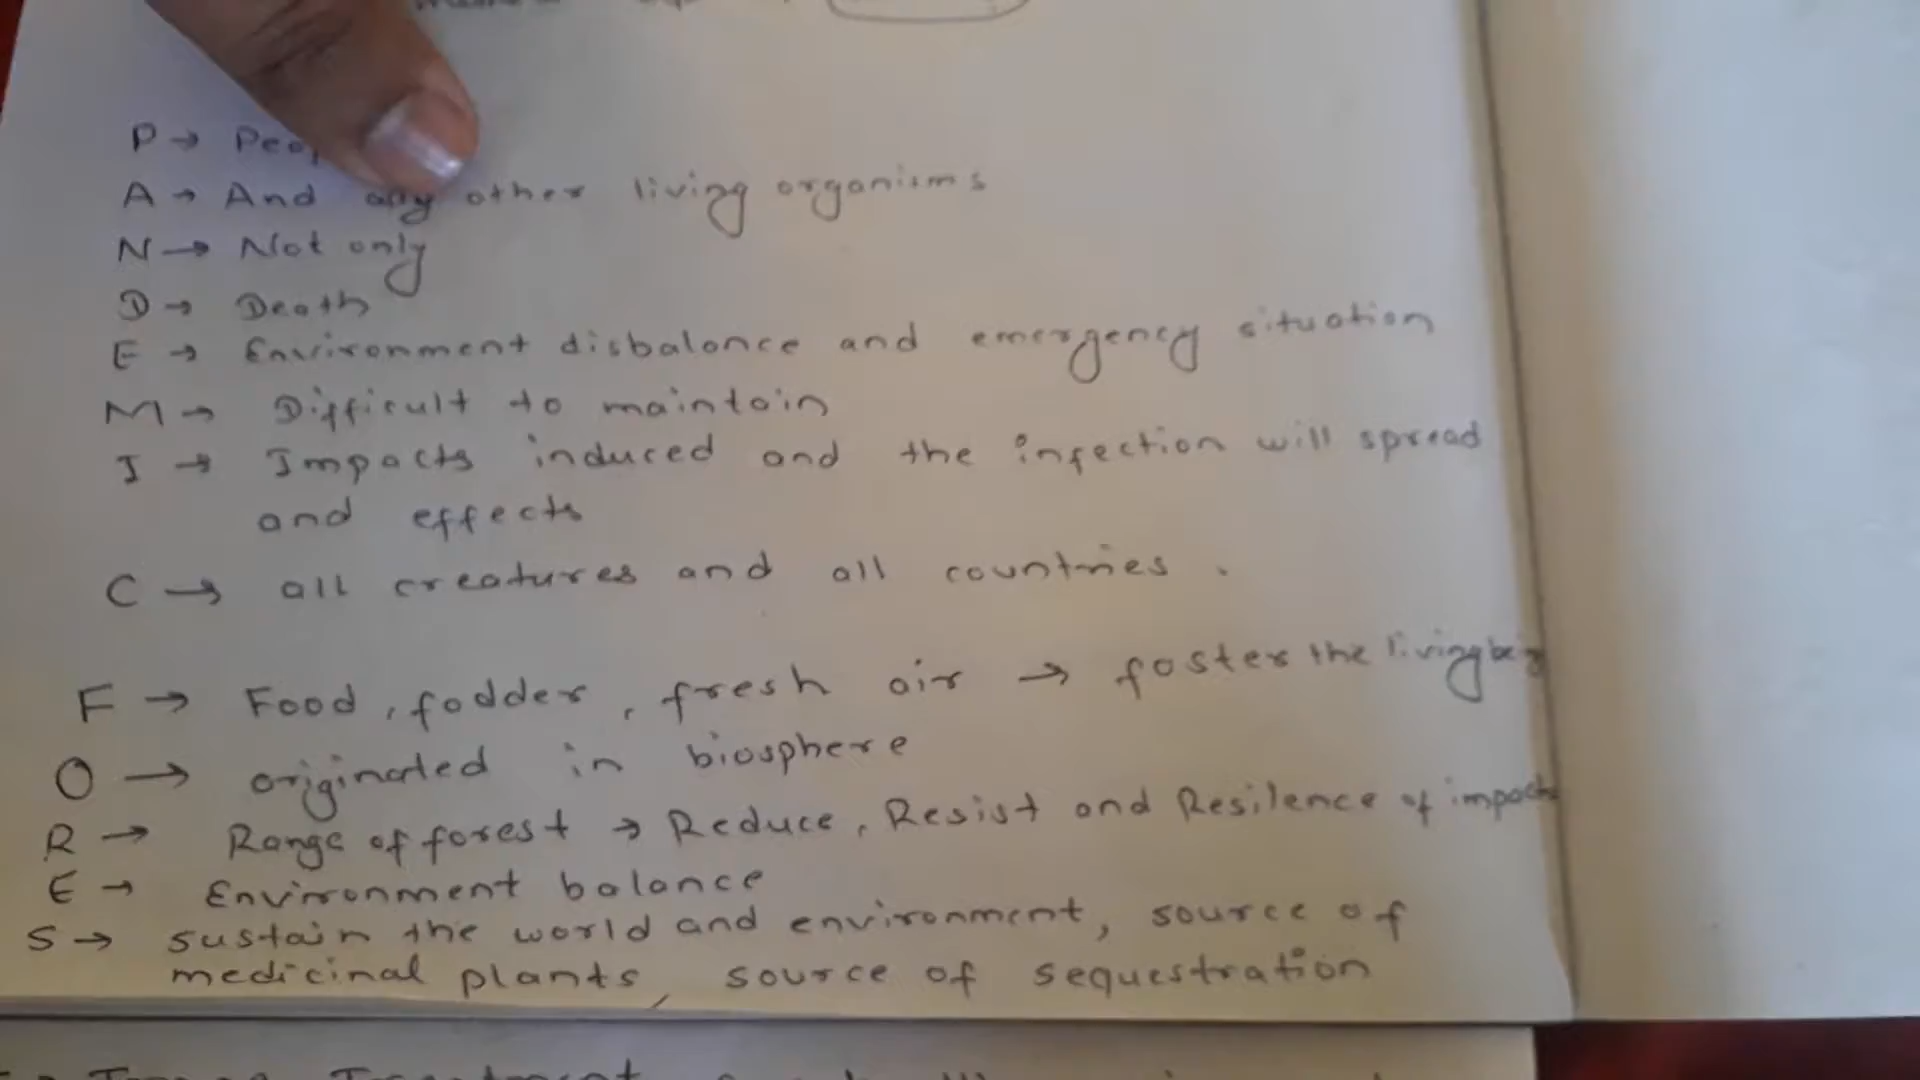 P → 
A → And any other living organisms
N → Not only
D → Death
E → Environment disbalance and emergency situation
M → Difficult to maintain
I → Impacts induced and the infection will spread
and effects
C → all creatures and all countries.
F → Food, fodder, fresh air → foster the living
O → originated in biosphere
R → Range of forest → Reduce, Resist and Resilence of impacts
E → Environment balance
S → sustain the world and environment, source of
medicinal plants, source of sequestration